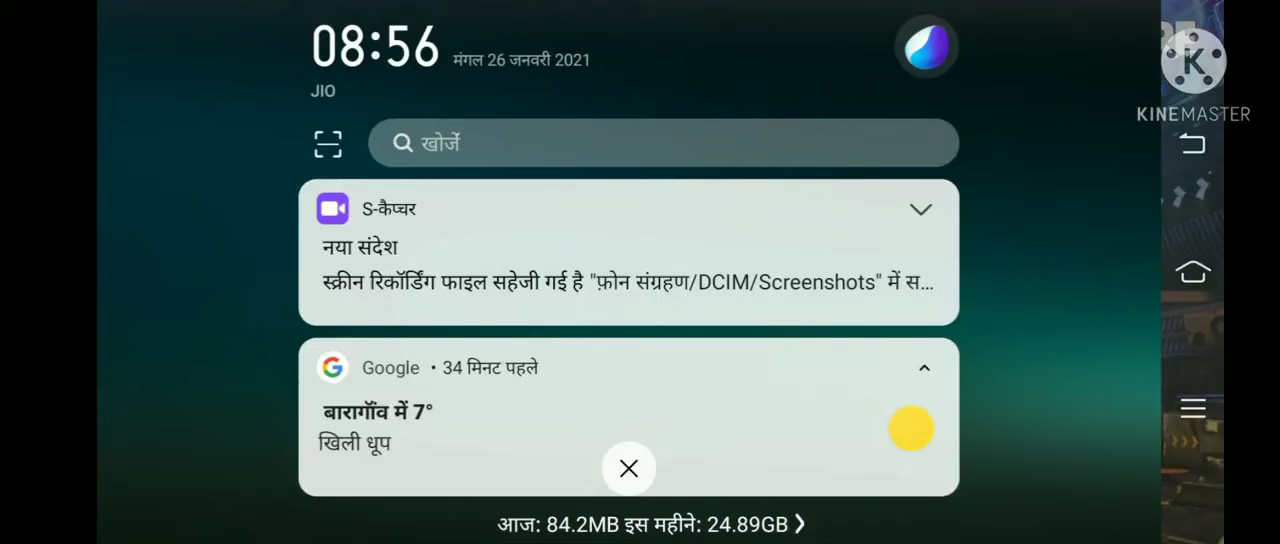 08:56 मंगल 26 जनवरी 2021
JIO
KINEMASTER
खोजें
S-कैप्चर
नया संदेश
स्क्रीन रिकॉर्डिंग फाइल सहेजी गई है "फ़ोन संग्रहण/DCIM/Screenshots" में स...
Google • 34 मिनट पहले
बारागाँव में 7°
खिली धूप
आज: 84.2MB इस महीने: 24.89GB